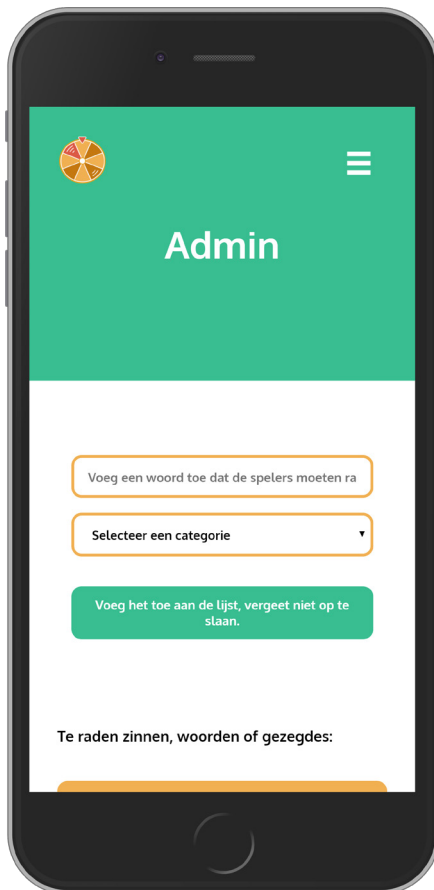 Admin
Voeg een woord toe dat de spelers moeten ra
Selecteer een categorie
Voeg het toe aan de lijst, vergeet niet op te
slaan.
Te raden zinnen, woorden of gezegdes: